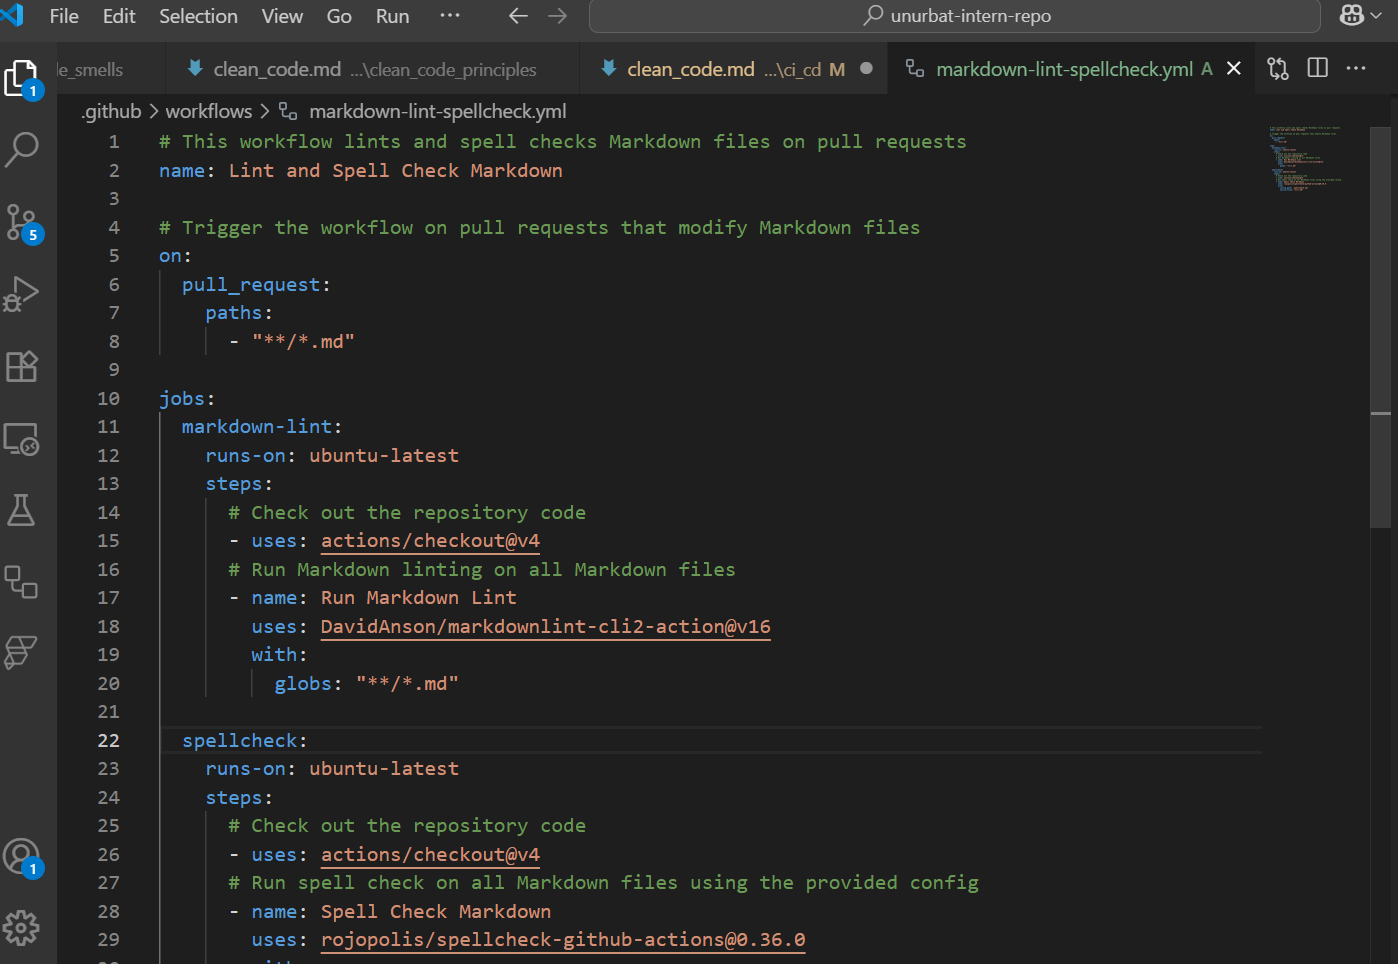 File Edit Selection View Go Run ··· unurbat-intern-repo
1
e_smells clean_code.md ...\clean_code_principles clean_code.md ...\ci_cd M markdown-lint-spellcheck.yml A
.github > workflows > markdown-lint-spellcheck.yml
1 # This workflow lints and spell checks Markdown files on pull requests
2 name: Lint and Spell Check Markdown
3
4 # Trigger the workflow on pull requests that modify Markdown files
5 on:
5
6 pull_request:
7 paths:
8 - "**/*.md"
9
10 jobs:
11 markdown-lint:
12 runs-on: ubuntu-latest
13 steps:
14 # Check out the repository code
15 - uses: actions/checkout@v4
16 # Run Markdown linting on all Markdown files
17 - name: Run Markdown Lint
18 uses: DavidAnson/markdownlint-cli2-action@v16
19 with:
20 globs: "**/*.md"
21
22 spellcheck:
23 runs-on: ubuntu-latest
24 steps:
25 # Check out the repository code
26 - uses: actions/checkout@v4
1
27 # Run spell check on all Markdown files using the provided config
28 - name: Spell Check Markdown
29 uses: rojopolis/spellcheck-github-actions@0.36.0